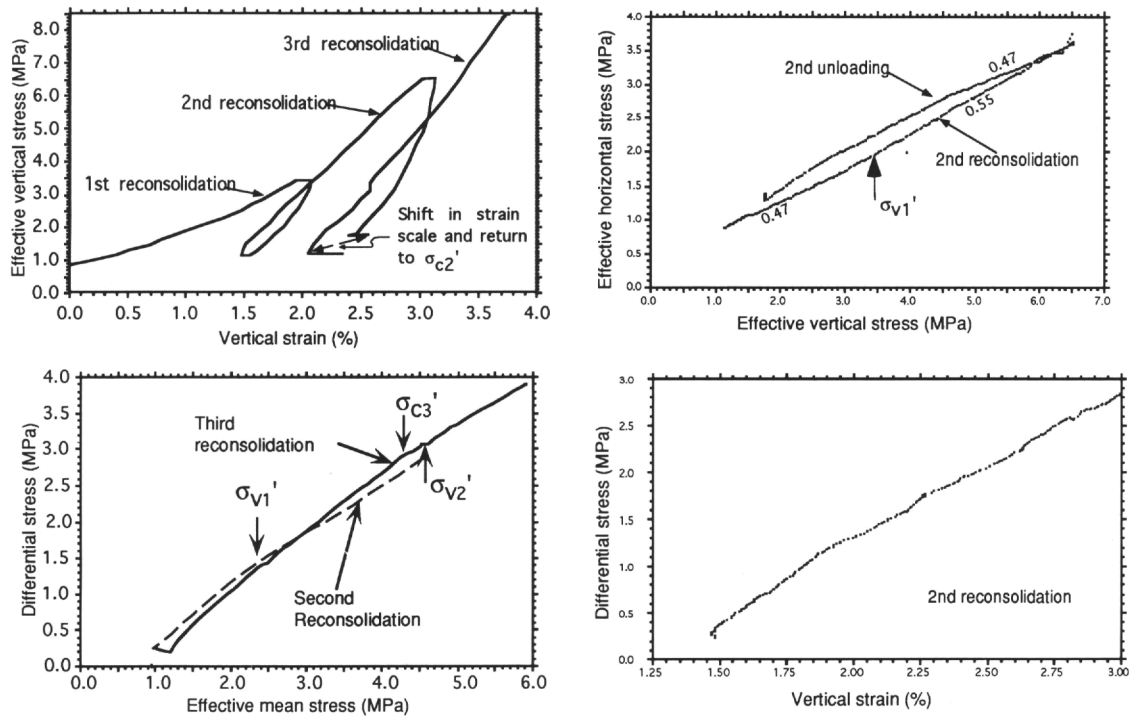 Effective vertical stress (MPa)
8.0
7.0
6.0
5.0
4.0
3.0
2.0
1.0
0.0
3rd reconsolidation
2nd reconsolidation
1st reconsolidation
Shift in strain
scale and return
to σc2'
0.0 0.5 1.0 1.5 2.0 2.5 3.0 3.5 4.0
Vertical strain (%)
Effective horizontal stress (MPa)
4.0
3.5
3.0
2.5
2.0
1.5
1.0
0.5
0.0
2nd unloading
0.47
0.55
2nd reconsolidation
σV1'
0.47
0.0 1.0 2.0 3.0 4.0 5.0 6.0 7.0
Effective vertical stress (MPa)
Differential stress (MPa)
4.0
3.5
3.0
2.5
2.0
1.5
1.0
0.5
0.0
σC3'
Third
reconsolidation
σV1'
σV2'
Second
Reconsolidation
1.0 2.0 3.0 4.0 5.0 6.0
Effective mean stress (MPa)
Differential stress (MPa)
3.0
2.5
2.0
1.5
1.0
0.5
0.0
2nd reconsolidation
1.25 1.50 1.75 2.00 2.25 2.50 2.75 3.00
Vertical strain (%)